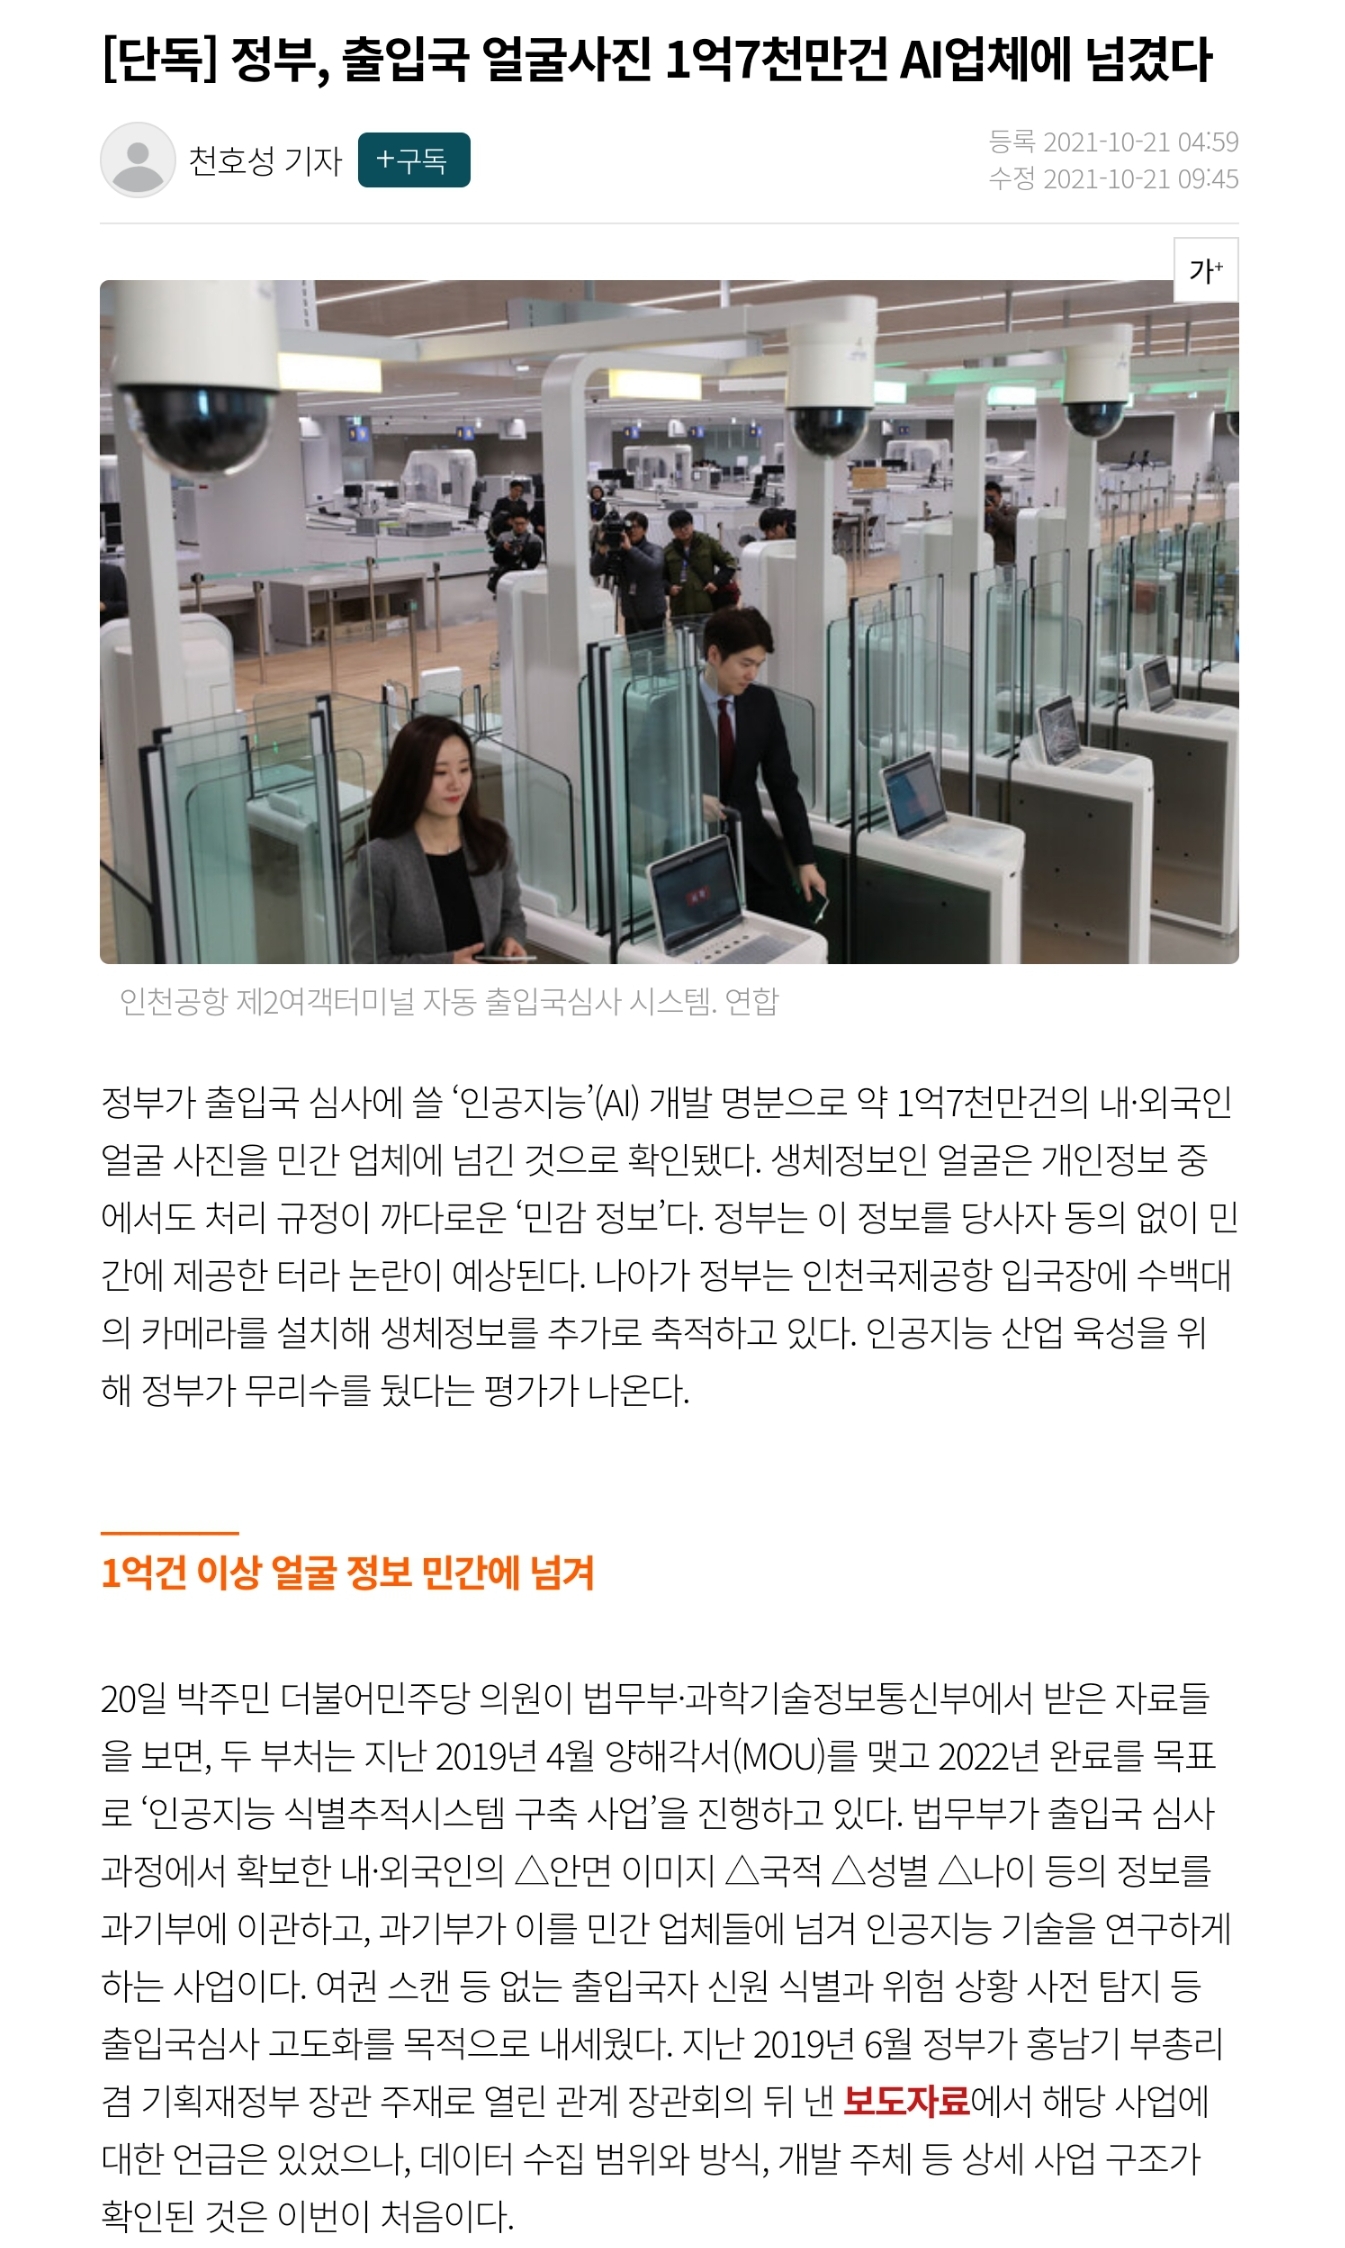 [단독] 정부, 출입국 얼굴사진 1억7천만건 AI업체에 넘겼다
천호성 기자 +구독
등록 2021-10-21 04:59
수정 2021-10-21 09:45
가+
인천공항 제2여객터미널 자동 출입국심사 시스템. 연합
정부가 출입국 심사에 쓸 ‘인공지능’(AI) 개발 명분으로 약 1억7천만건의 내·외국인
얼굴 사진을 민간 업체에 넘긴 것으로 확인됐다. 생체정보인 얼굴은 개인정보 중
에서도 처리 규정이 까다로운 ‘민감 정보’다. 정부는 이 정보를 당사자 동의 없이 민
간에 제공한 터라 논란이 예상된다. 나아가 정부는 인천국제공항 입국장에 수백대
의 카메라를 설치해 생체정보를 추가로 축적하고 있다. 인공지능 산업 육성을 위
해 정부가 무리수를 뒀다는 평가가 나온다.
1억건 이상 얼굴 정보 민간에 넘겨
20일 박주민 더불어민주당 의원이 법무부·과학기술정보통신부에서 받은 자료들
을 보면, 두 부처는 지난 2019년 4월 양해각서(MOU)를 맺고 2022년 완료를 목표
로 ‘인공지능 식별추적시스템 구축 사업’을 진행하고 있다. 법무부가 출입국 심사
과정에서 확보한 내·외국인의 △안면 이미지 △국적 △성별 △나이 등의 정보를
과기부에 이관하고, 과기부가 이를 민간 업체들에 넘겨 인공지능 기술을 연구하게
하는 사업이다. 여권 스캔 등 없는 출입국자 신원 식별과 위험 상황 사전 탐지 등
출입국심사 고도화를 목적으로 내세웠다. 지난 2019년 6월 정부가 홍남기 부총리
겸 기획재정부 장관 주재로 열린 관계 장관회의 뒤 낸 보도자료에서 해당 사업에
대한 언급은 있었으나, 데이터 수집 범위와 방식, 개발 주체 등 상세 사업 구조가
확인된 것은 이번이 처음이다.